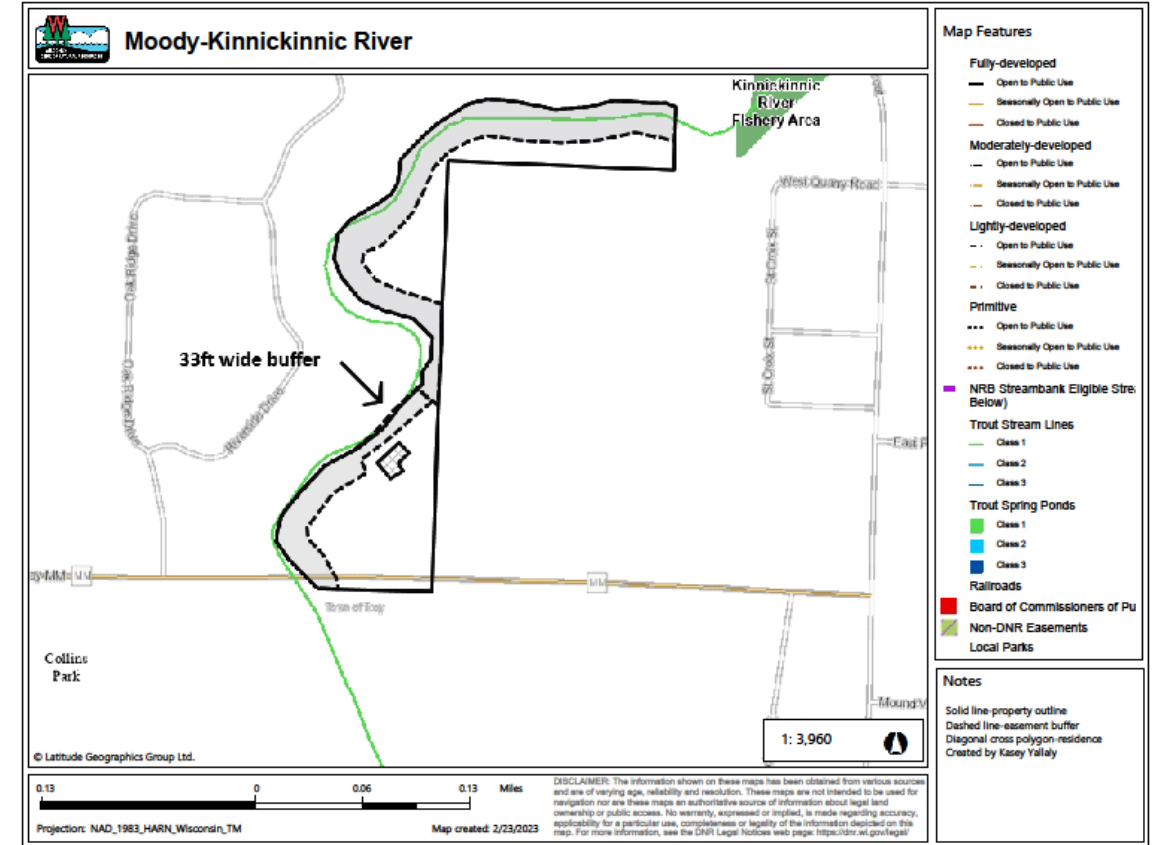 Moody-Kinnickinnic River
Kinnickinnic
River
Fishery Area
West Quarry Road
Oak Ridge Drive
St Croix St
33ft wide buffer
St Croix St
Oak Ridge Drive
Riverside Drive
East
MM
MM
Town of Troy
Collins
Park
Mound
1: 3,960
© Latitude Geographics Group Ltd.
Map Features
Fully-developed
Open to Public Use
Seasonally Open to Public Use
Closed to Public Use
Moderately-developed
Open to Public Use
Seasonally Open to Public Use
Closed to Public Use
Lightly-developed
Open to Public Use
Seasonally Open to Public Use
Closed to Public Use
Primitive
Open to Public Use
Seasonally Open to Public Use
Closed to Public Use
NRB Streambank Eligible Stre
Below)
Trout Stream Lines
Class 1
Class 2
Class 3
Trout Spring Ponds
Class 1
Class 2
Class 3
Railroads
Board of Commissioners of Pu
Non-DNR Easements
Local Parks
Notes
Solid line-property outline
Dashed line-easement buffer
Diagonal cross polygon-residence
Created by Kasey Yallaly
0.13 0 0.06 0.13 Miles
Projection: NAD_1983_HARN_Wisconsin_TM
Map created: 2/23/2023
DISCLAIMER: The information shown on these maps has been obtained from various sources
and are of varying age, reliability and resolution. These maps are not intended to be used for
navigation nor are these maps an authoritative source of information about legal land
ownership or public access. No warranty, expressed or implied, is made regarding accuracy,
applicability for a particular use, completeness or legality of the information depicted on this
map. For more information, see the DNR Legal Notices web page: https://dnr.wi.gov/legal/